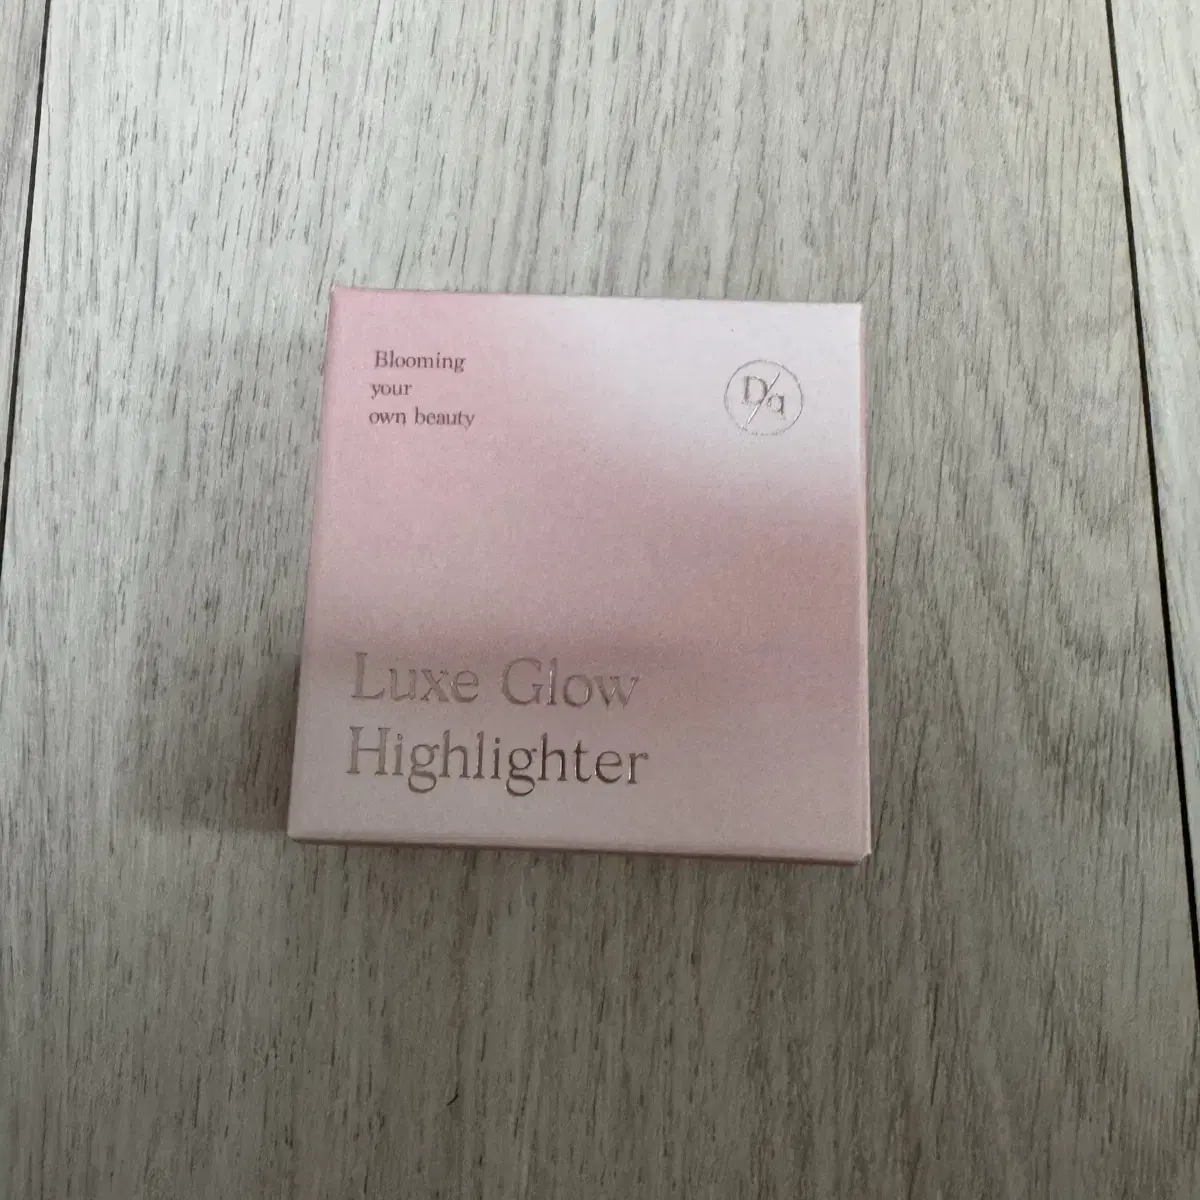 Blooming
your
own beauty
D/q
Luxe Glow
Highlighter